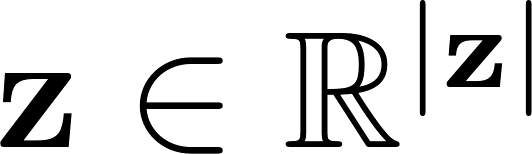 𝐳 ∈ ℝ^|𝐳|